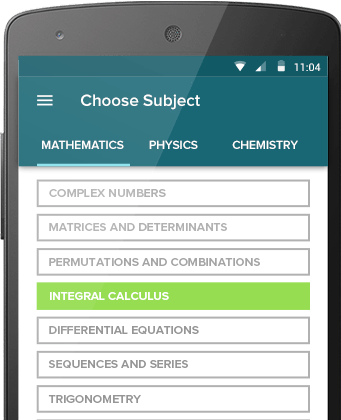 11:04
Choose Subject
MATHEMATICS PHYSICS CHEMISTRY
COMPLEX NUMBERS
MATRICES AND DETERMINANTS
PERMUTATIONS AND COMBINATIONS
INTEGRAL CALCULUS
DIFFERENTIAL EQUATIONS
SEQUENCES AND SERIES
TRIGONOMETRY